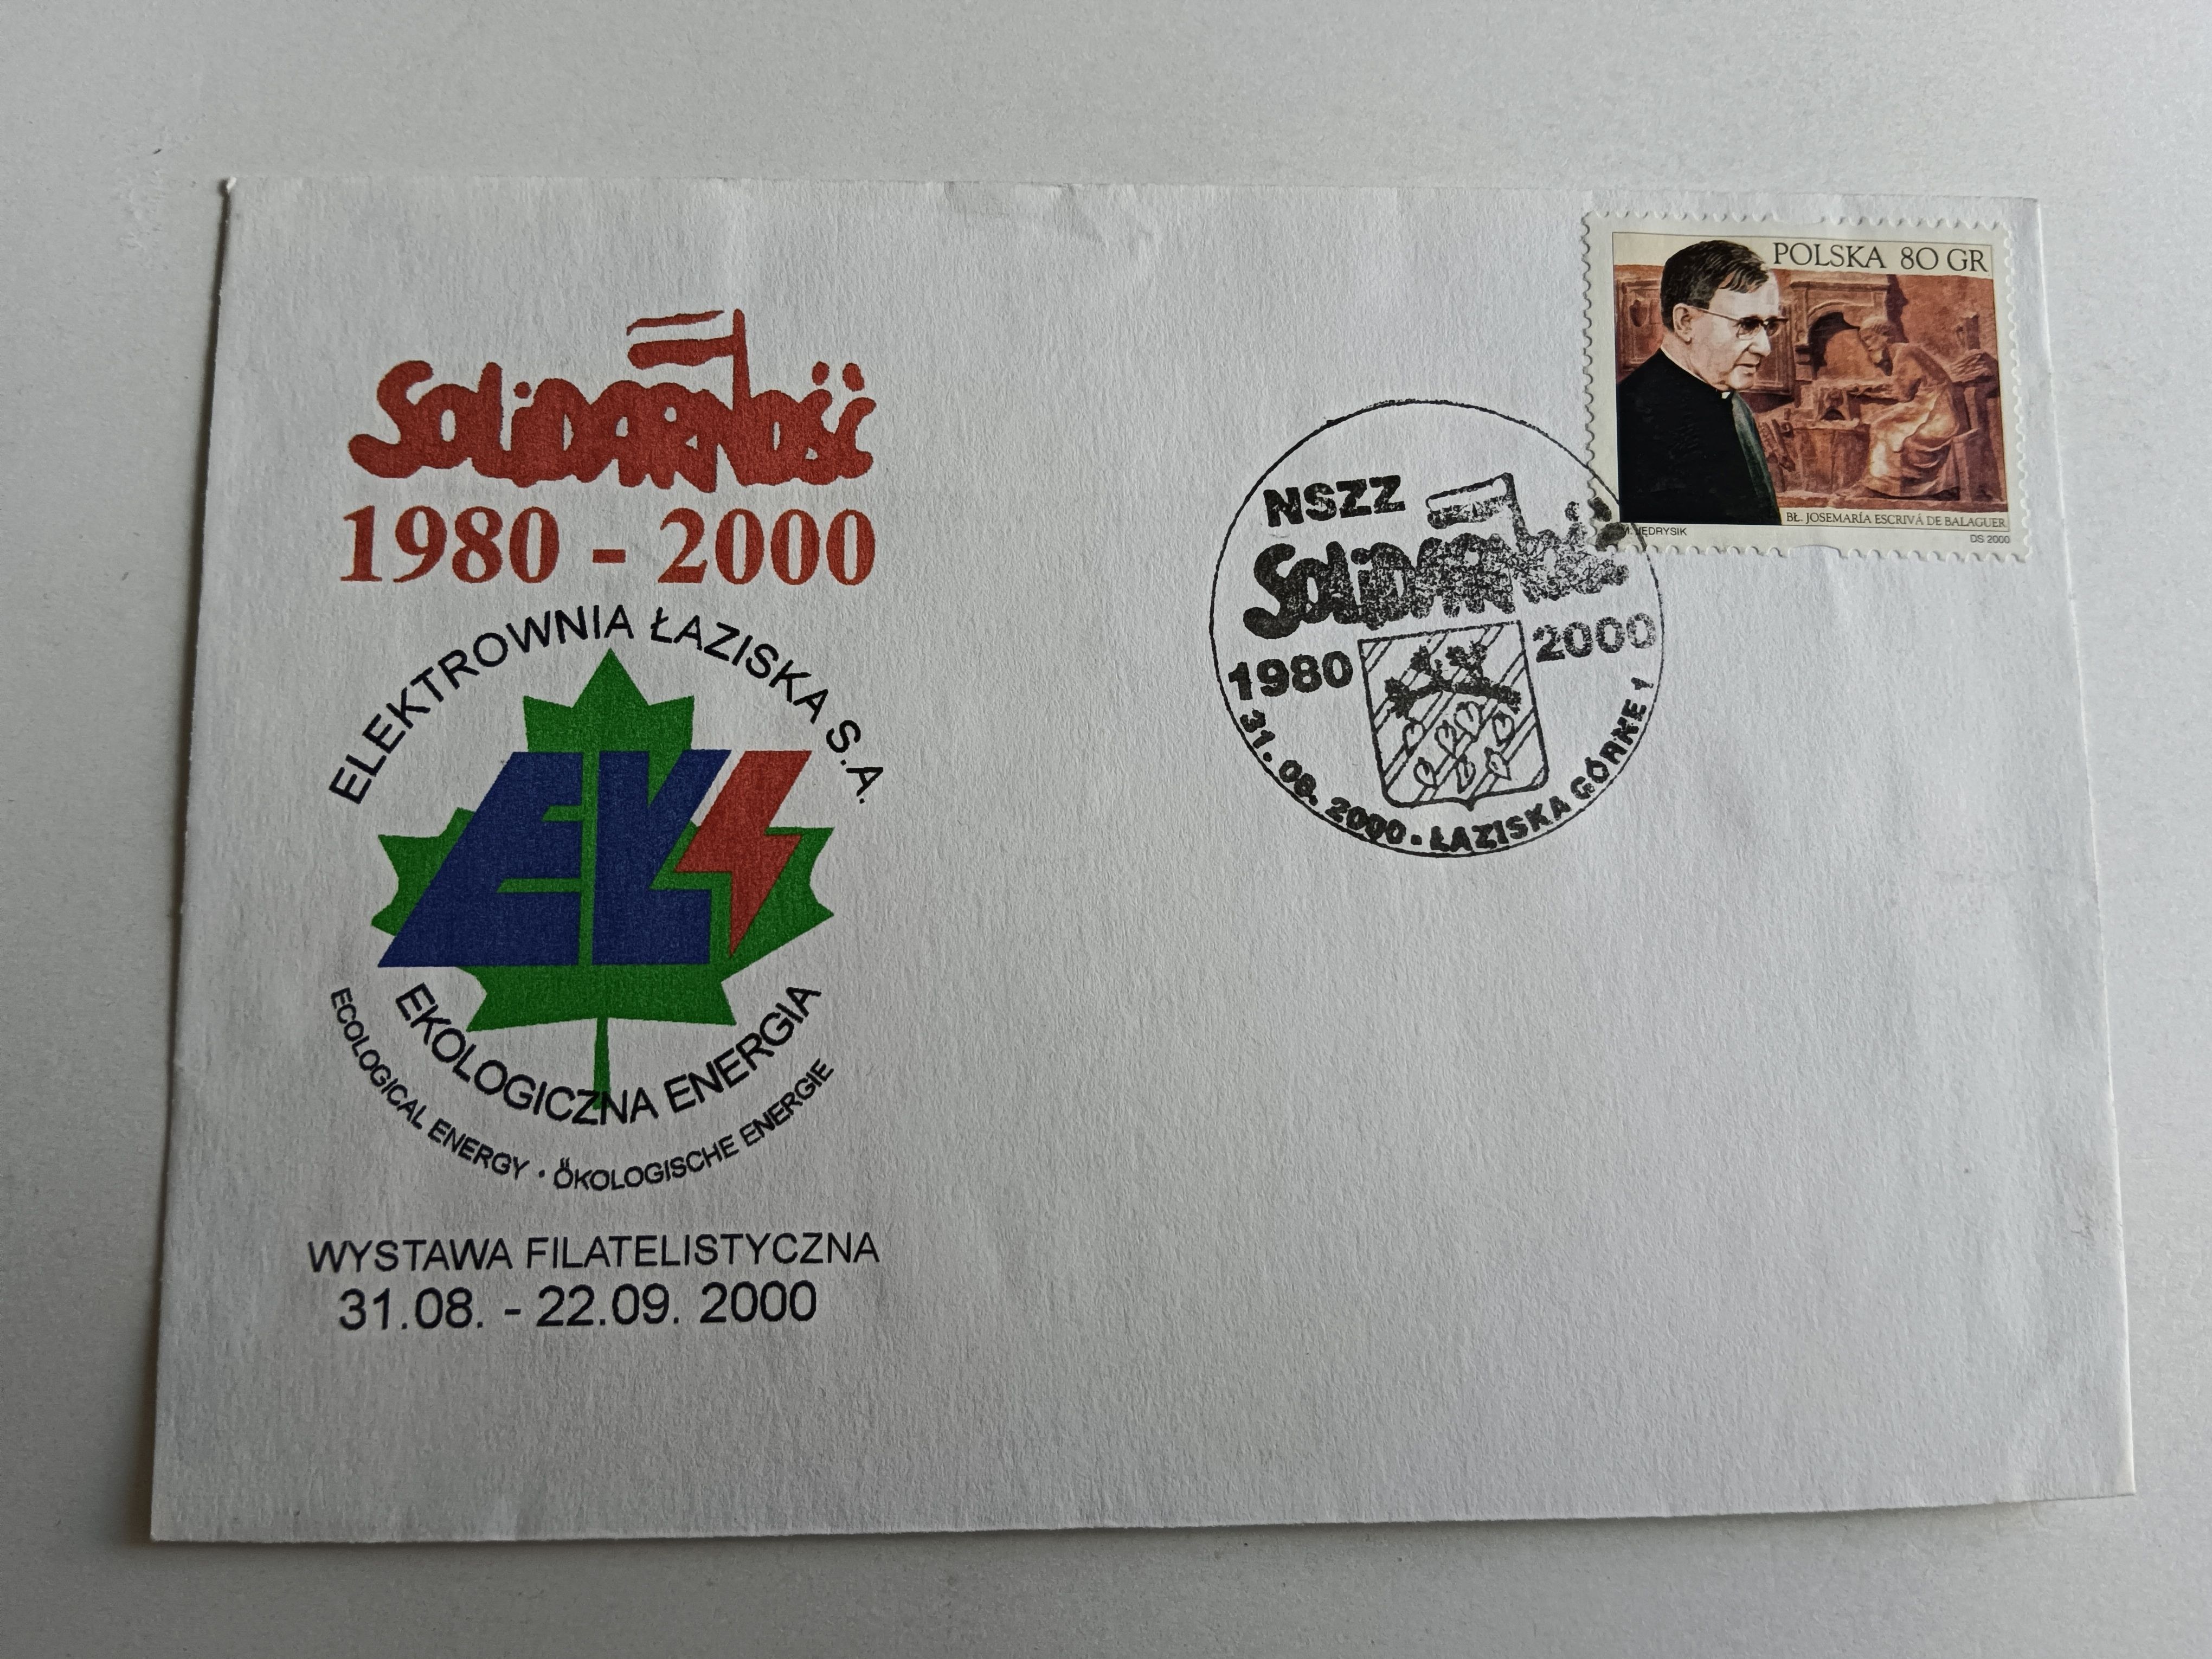 SOLIDARNOŚĆ
1980 - 2000
ELEKTROWNIA ŁAZISKA S.A.
EKOLOGICZNA ENERGIA
ECOLOGICAL ENERGY · ÖKOLOGISCHE ENERGIE
WYSTAWA FILATELISTYCZNA
31.08. - 22.09. 2000
POLSKA 80 GR
BŁ. JOSEMARÍA ESCRIVÁ DE BALAGUER
DS 2000
NSZZ
SOLIDARNOŚĆ
1980 2000
31. 08. 2000 · ŁAZISKA GÓRNE 1